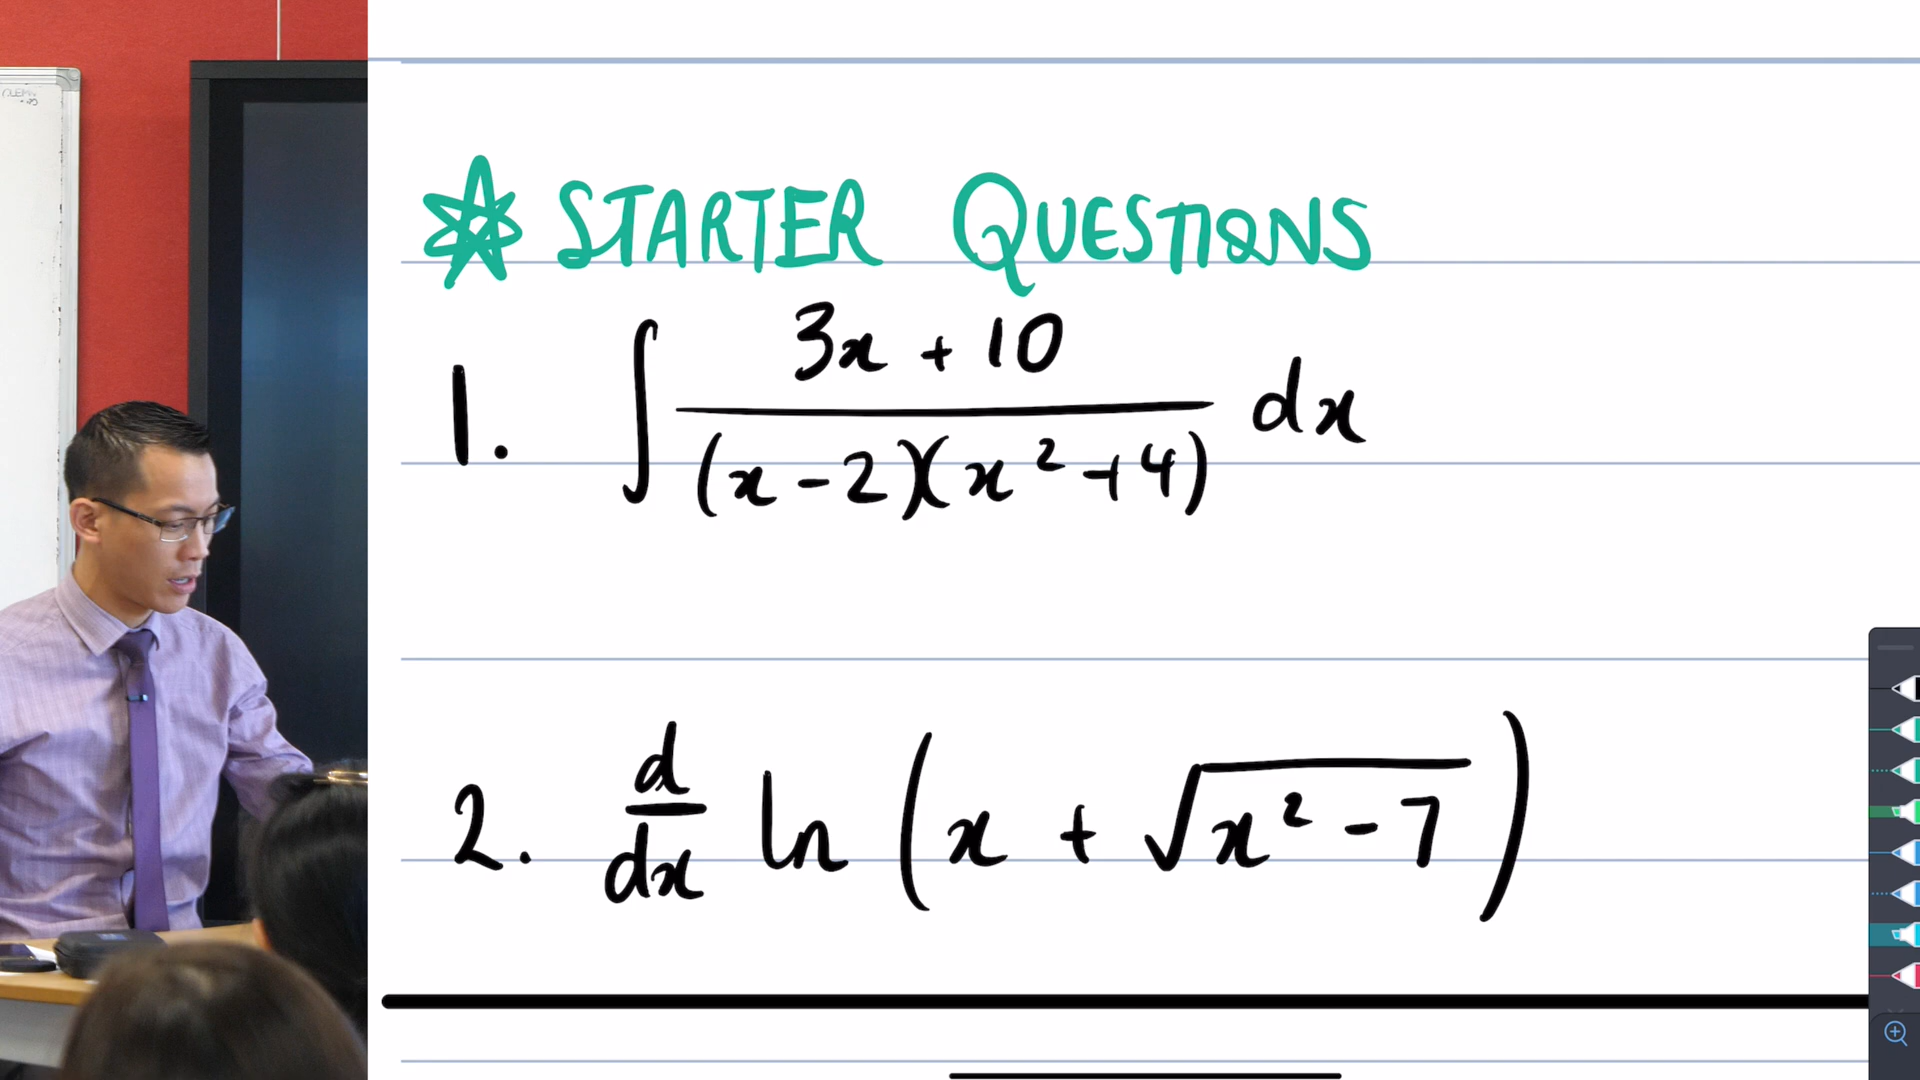 STARTER QUESTIONS
1. ∫ (3x + 10) / ((x - 2)(x² + 4)) dx
2. d/dx ln (x + √(x² - 7))